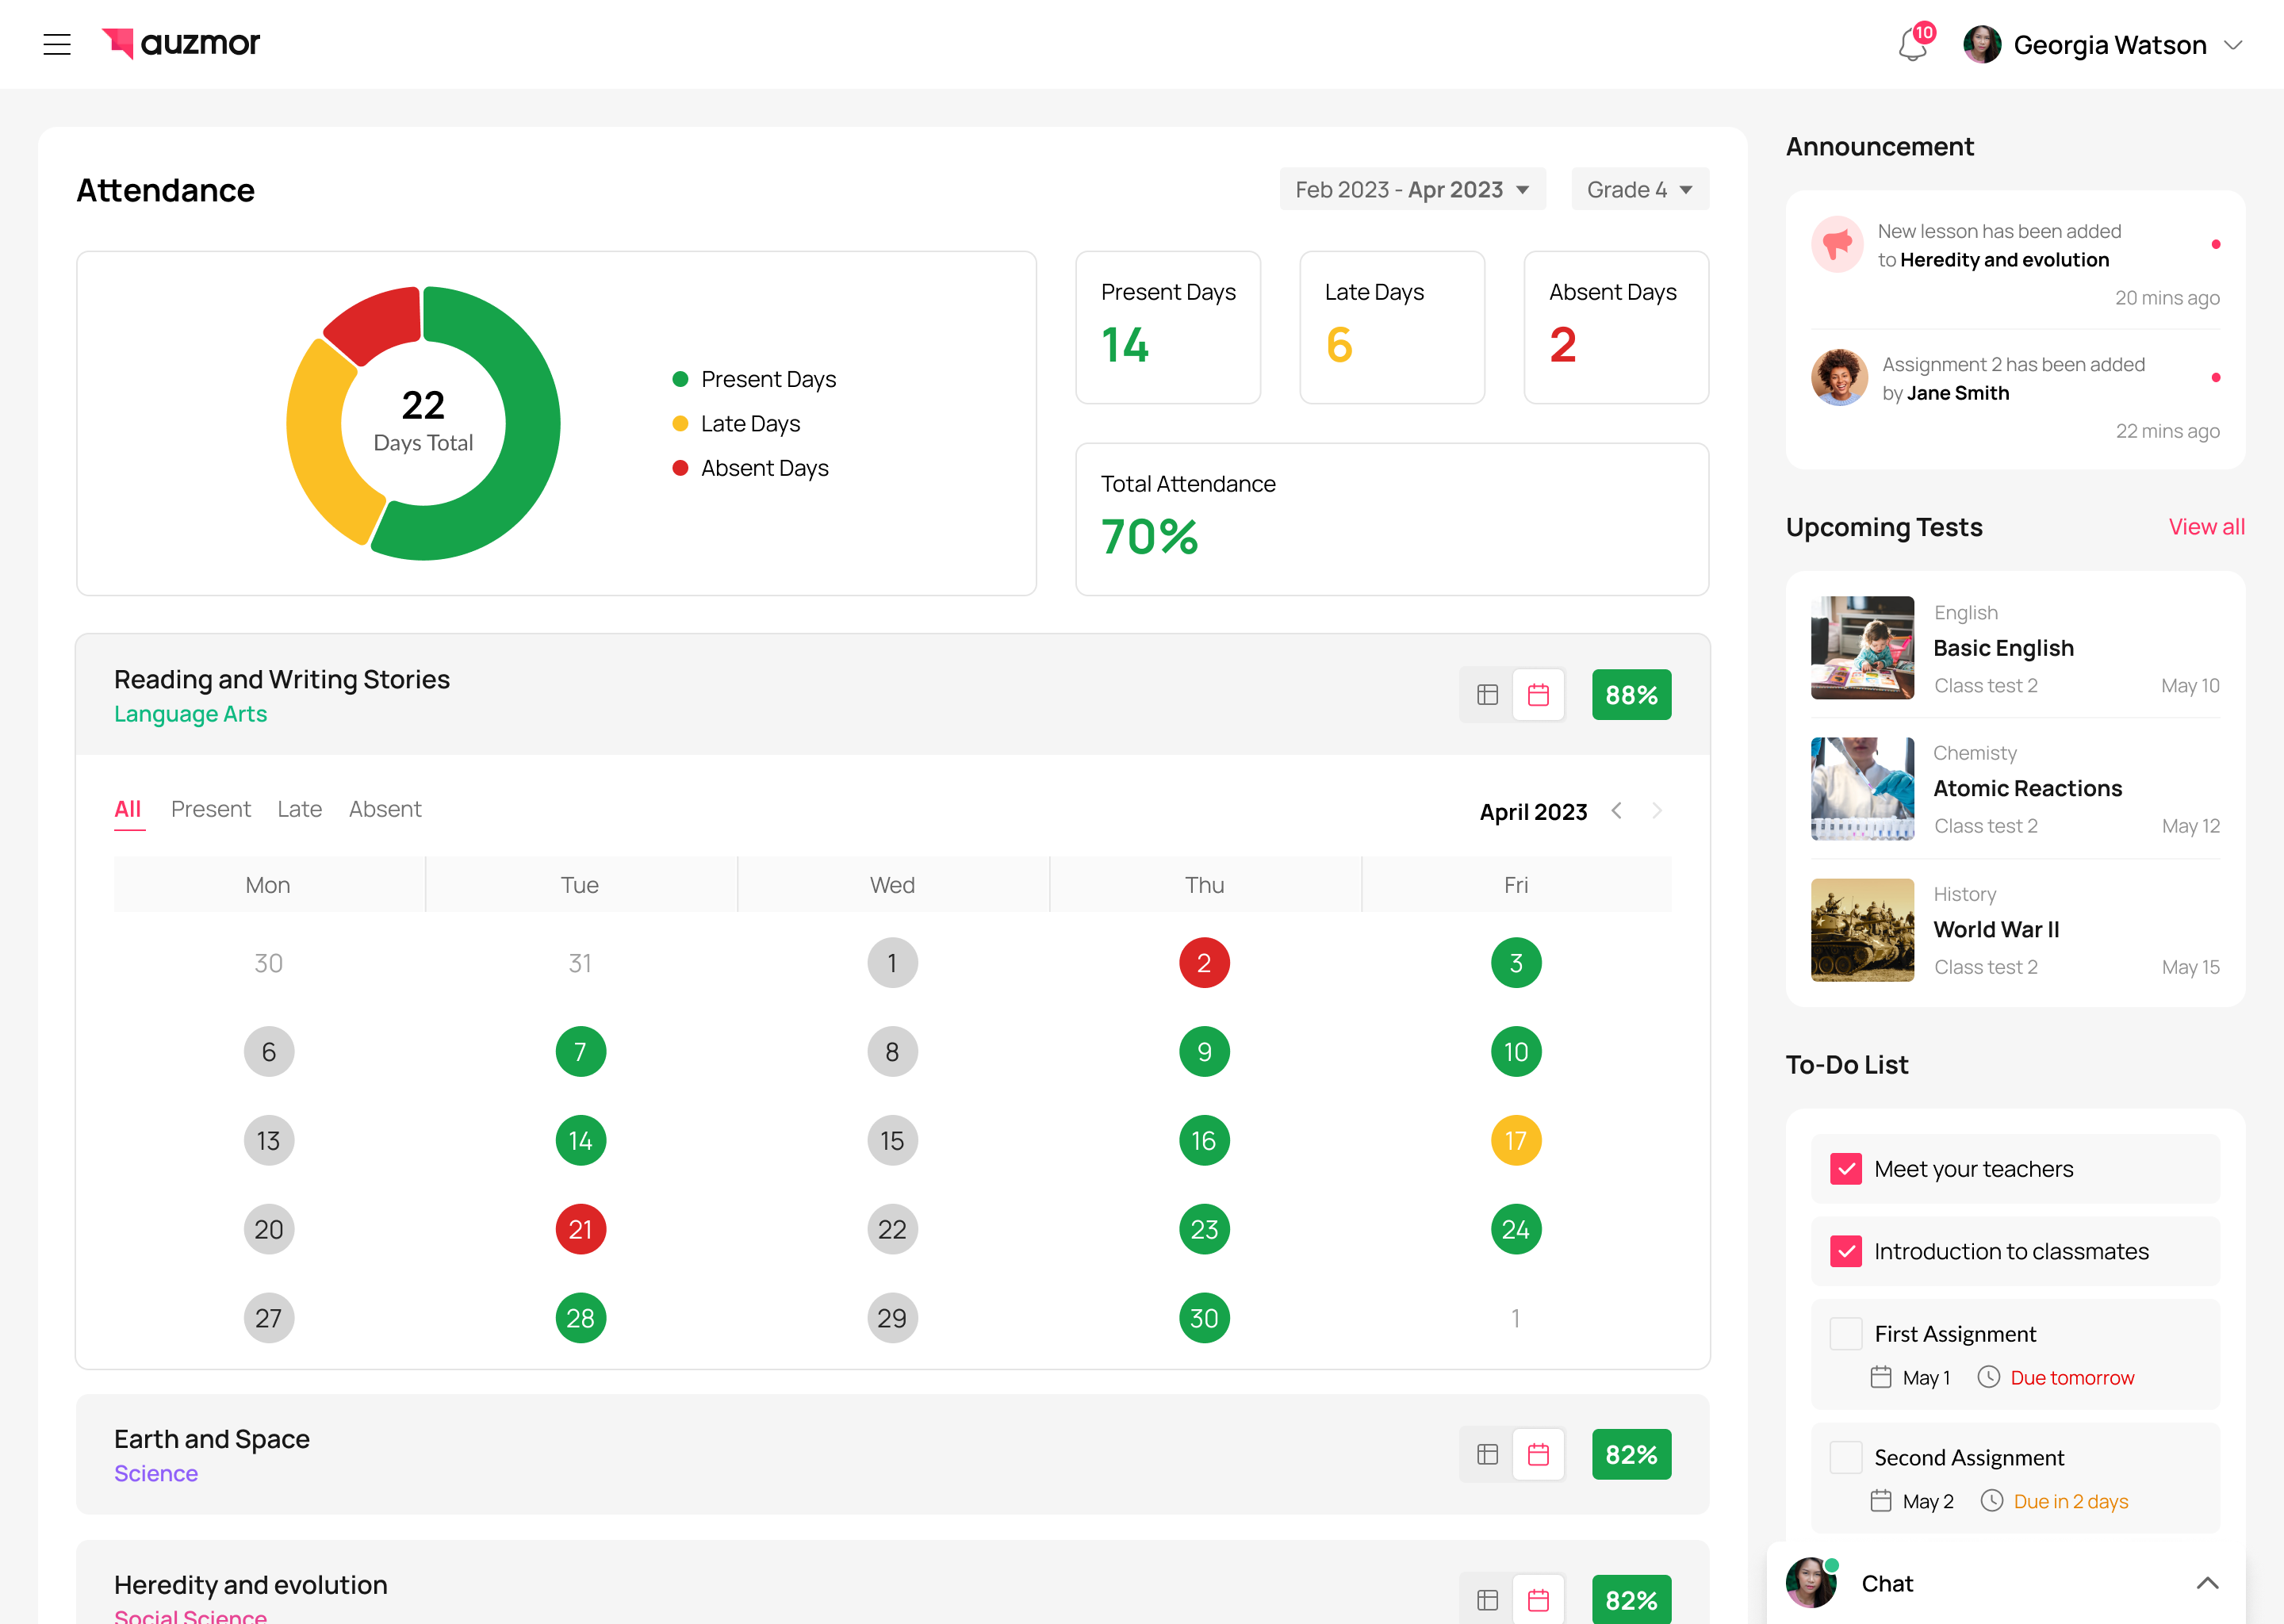 auzmor
10
Georgia Watson
Attendance
Feb 2023 - Apr 2023
Grade 4
22
Days Total
Present Days
Late Days
Absent Days
Present Days
14
Late Days
6
Absent Days
2
Total Attendance
70%
Reading and Writing Stories
Language Arts
88%
All Present Late Absent
April 2023
Mon Tue Wed Thu Fri
30 31 1 2 3
6 7 8 9 10
13 14 15 16 17
20 21 22 23 24
27 28 29 30 1
Earth and Space
Science
82%
Heredity and evolution
Social Science
82%
Announcement
New lesson has been added
to Heredity and evolution
20 mins ago
Assignment 2 has been added
by Jane Smith
22 mins ago
Upcoming Tests
View all
English
Basic English
Class test 2
May 10
Chemisty
Atomic Reactions
Class test 2
May 12
History
World War II
Class test 2
May 15
To-Do List
Meet your teachers
Introduction to classmates
First Assignment
May 1
Due tomorrow
Second Assignment
May 2
Due in 2 days
Chat